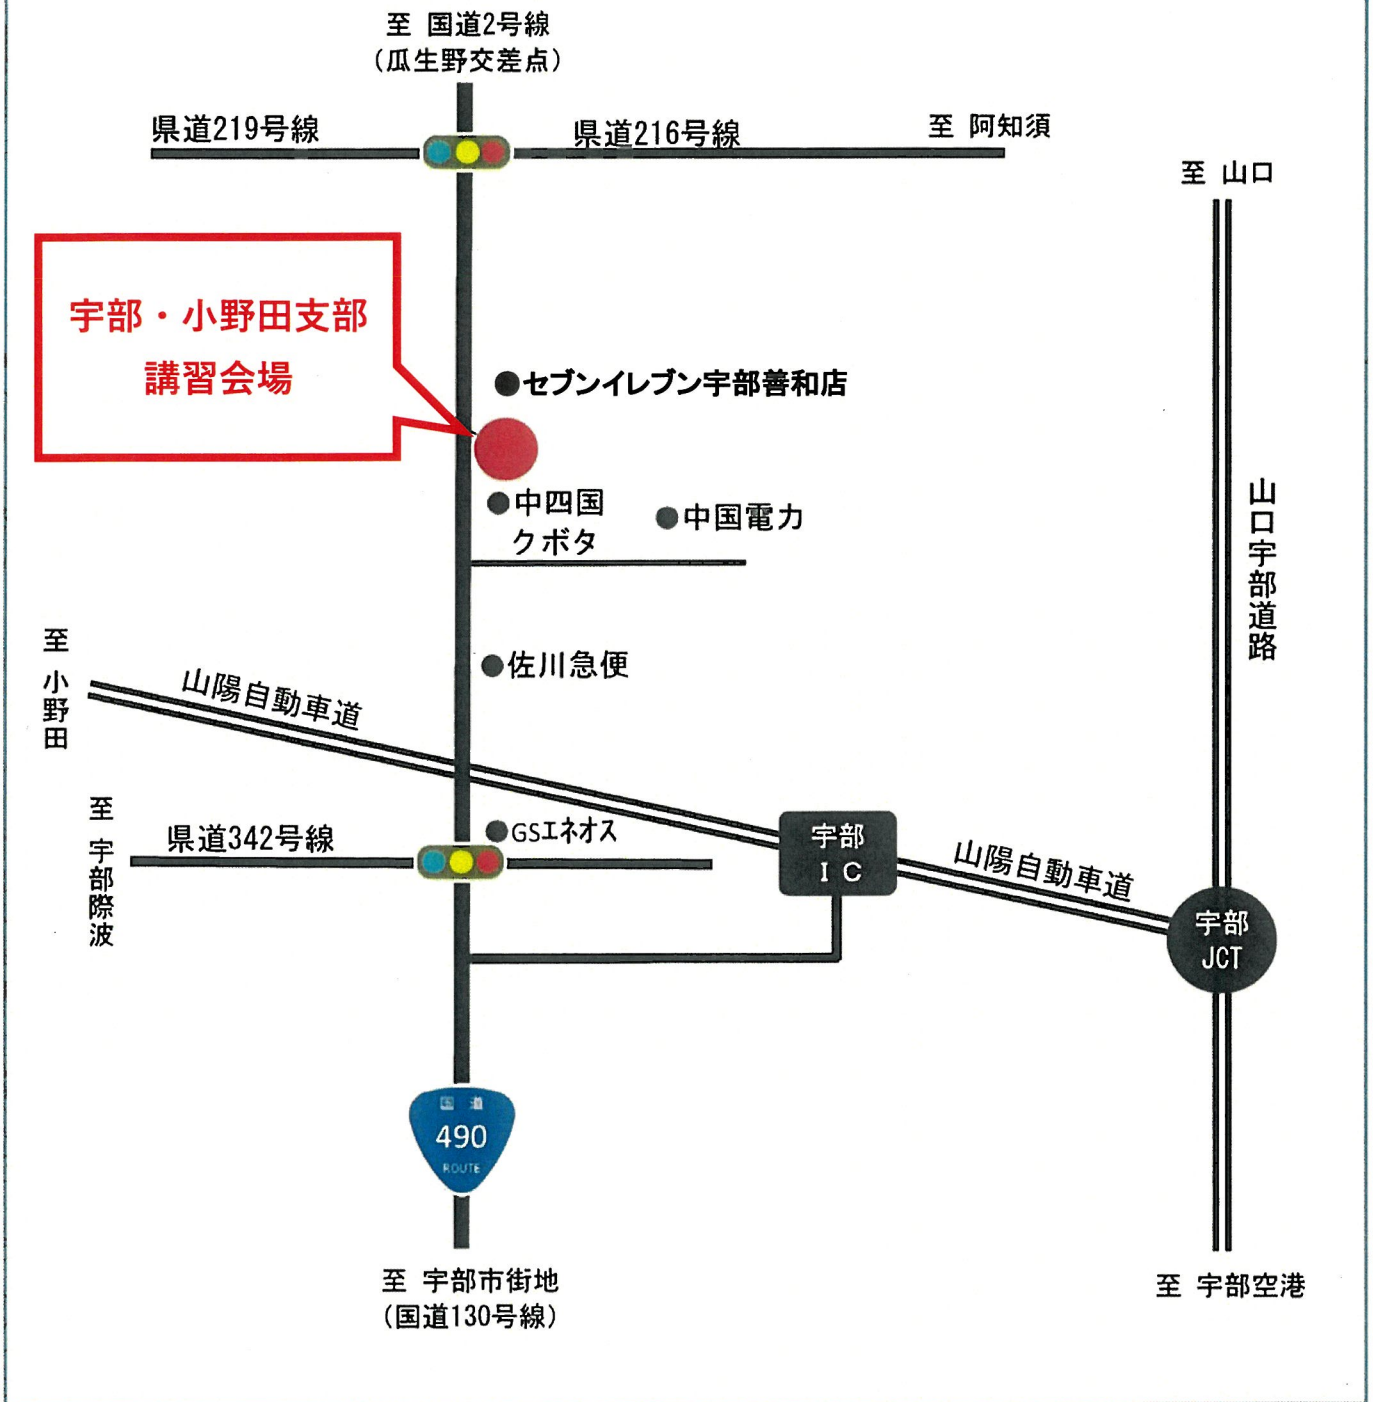 至 国道2号線
（瓜生野交差点）
県道219号線
県道216号線
至 阿知須
至 山口
宇部・小野田支部
講習会場
●セブンイレブン宇部善和店
●中四国
クボタ
●中国電力
山口宇部道路
至 小野田
●佐川急便
山陽自動車道
至 宇部際波
県道342号線
●GSエネオス
宇部
ＩＣ
山陽自動車道
宇部
JCT
国道
490
ROUTE
至 宇部市街地
（国道130号線）
至 宇部空港